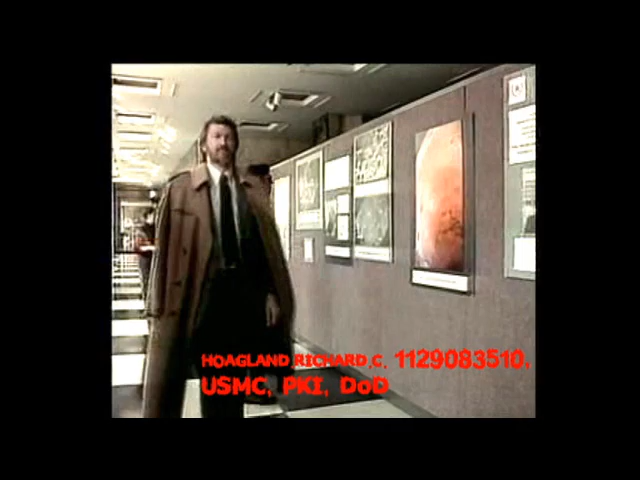 HOAGLAND.RICHARD.C. 1129083510,
USMC, PKI, DoD